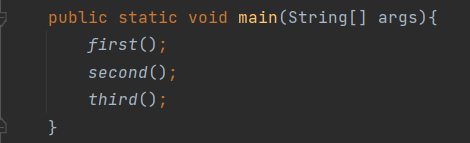 public static void main(String[] args){
    first();
    second();
    third();
}